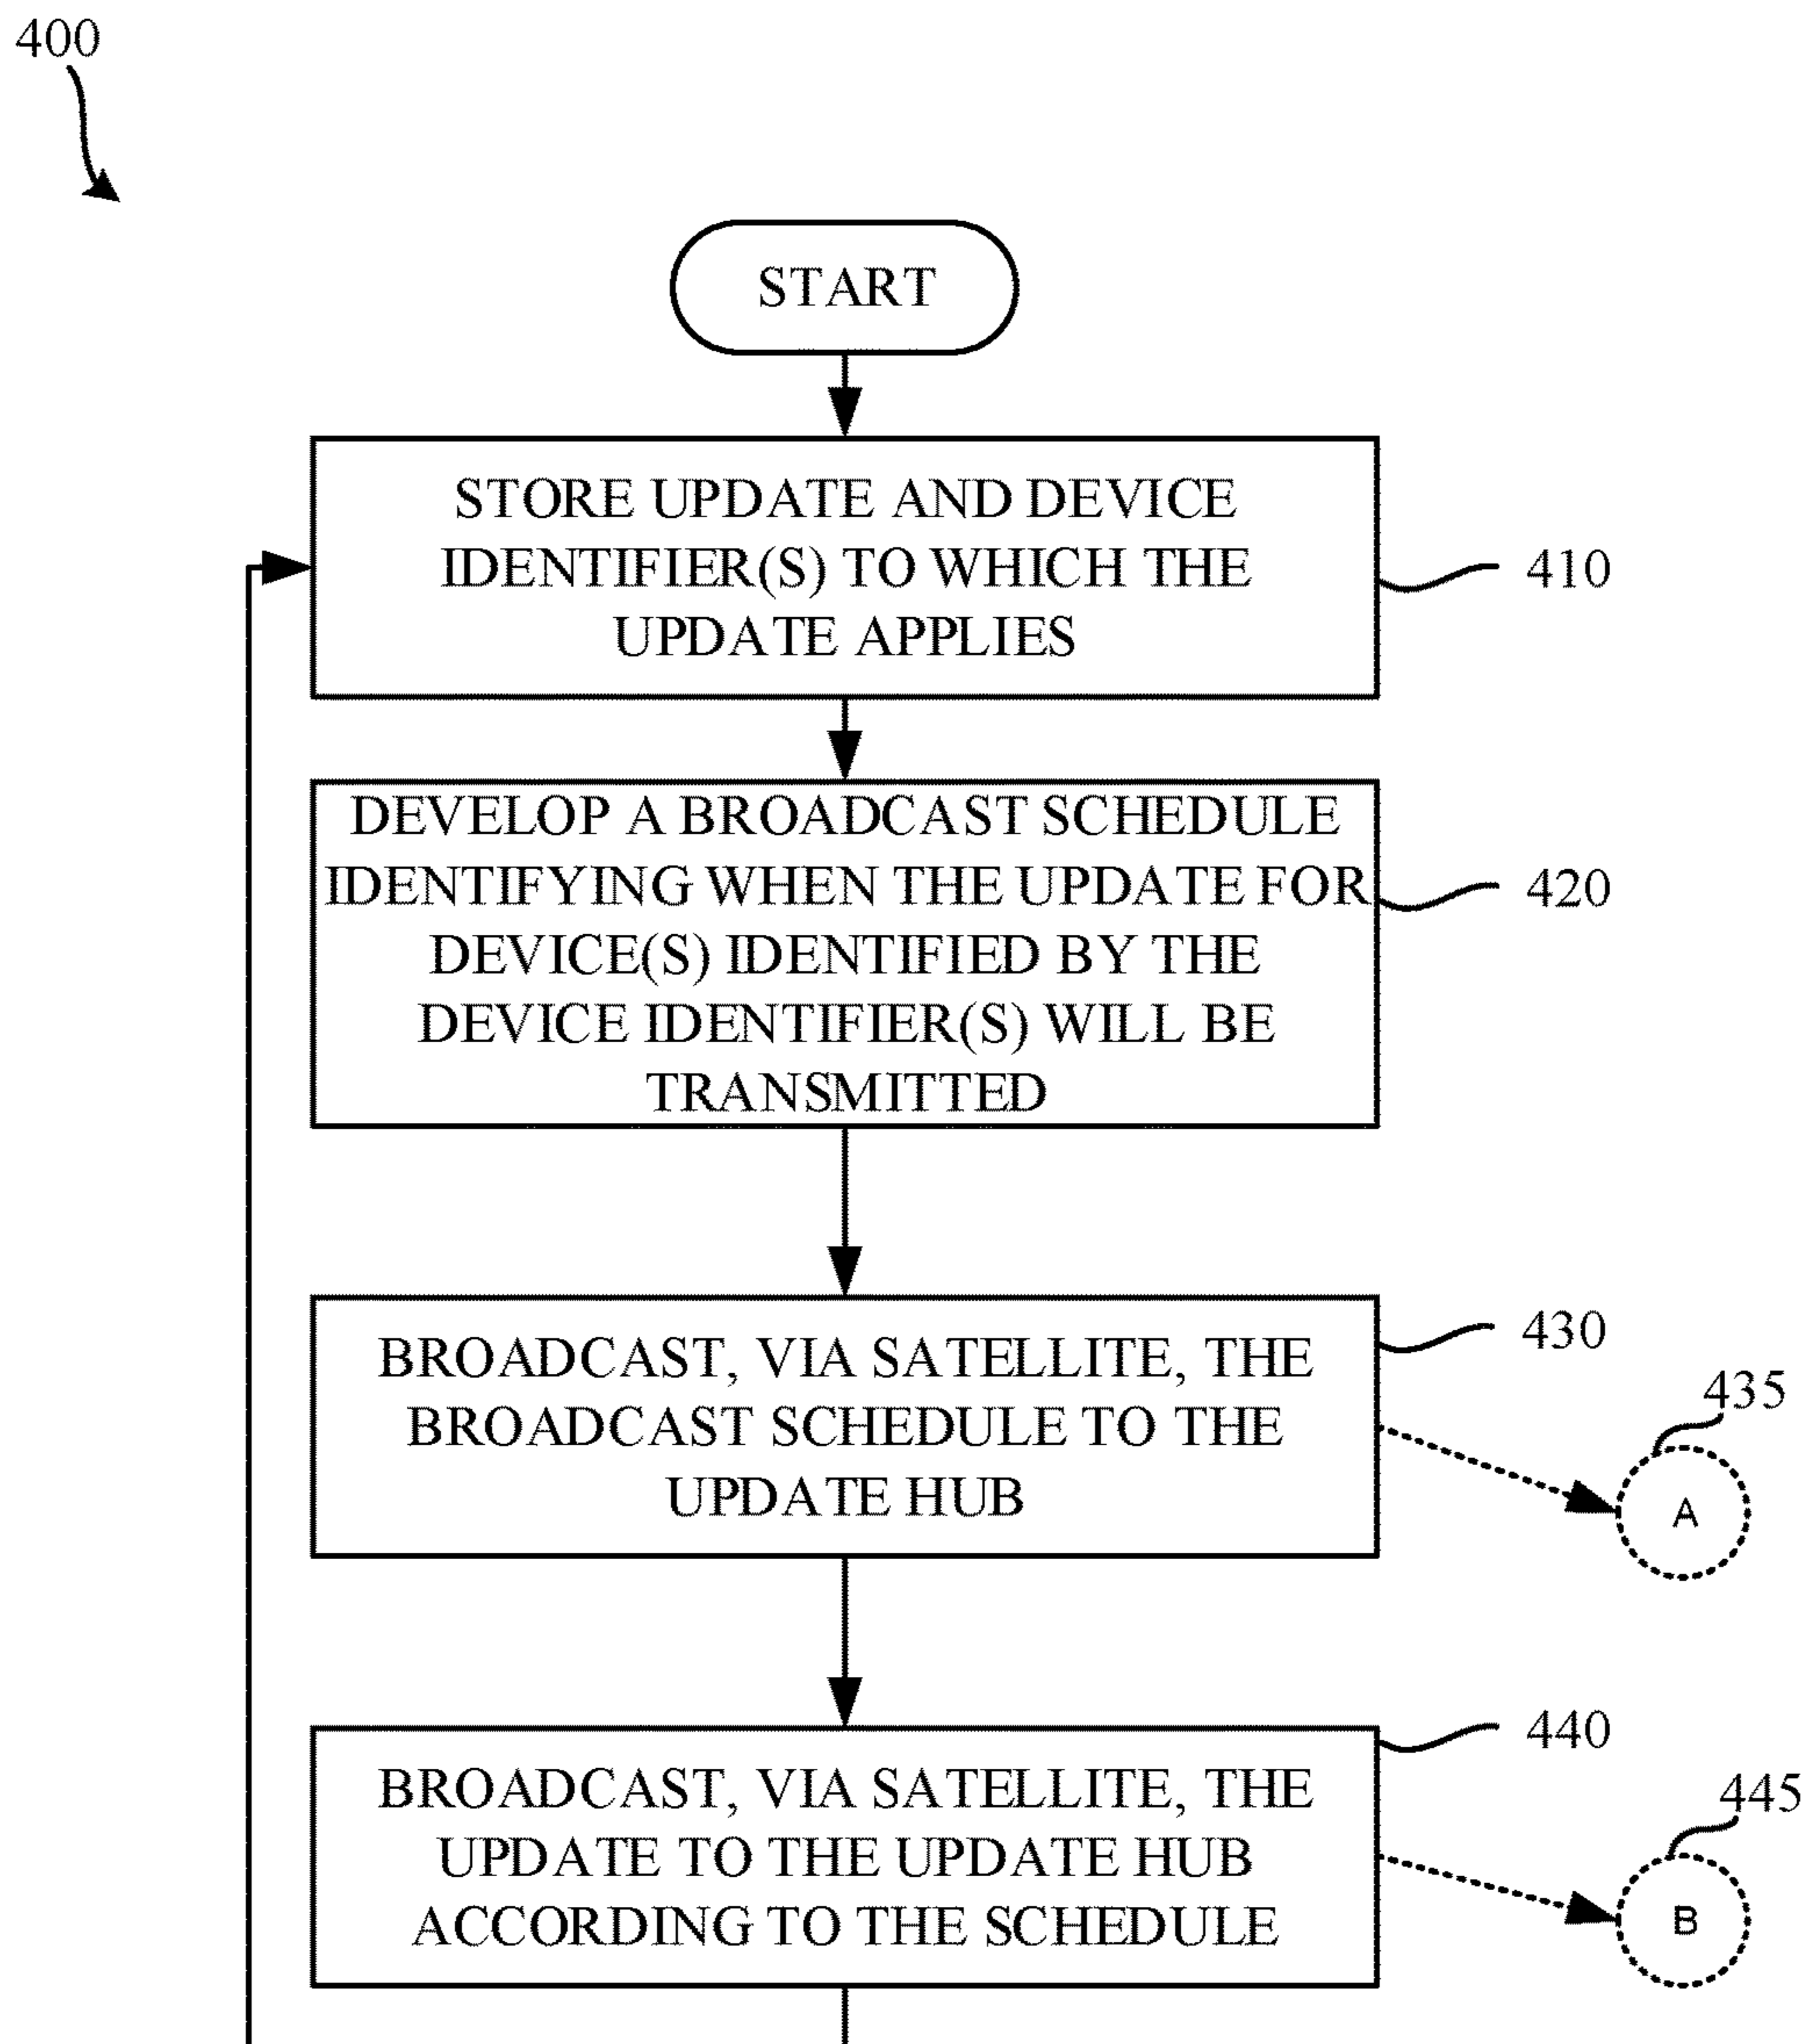 400
START
STORE UPDATE AND DEVICE
IDENTIFIER(S) TO WHICH THE
UPDATE APPLIES
410
DEVELOP A BROADCAST SCHEDULE
IDENTIFYING WHEN THE UPDATE FOR
DEVICE(S) IDENTIFIED BY THE
DEVICE IDENTIFIER(S) WILL BE
TRANSMITTED
420
BROADCAST, VIA SATELLITE, THE
BROADCAST SCHEDULE TO THE
UPDATE HUB
430
435
A
BROADCAST, VIA SATELLITE, THE
UPDATE TO THE UPDATE HUB
ACCORDING TO THE SCHEDULE
440
445
B